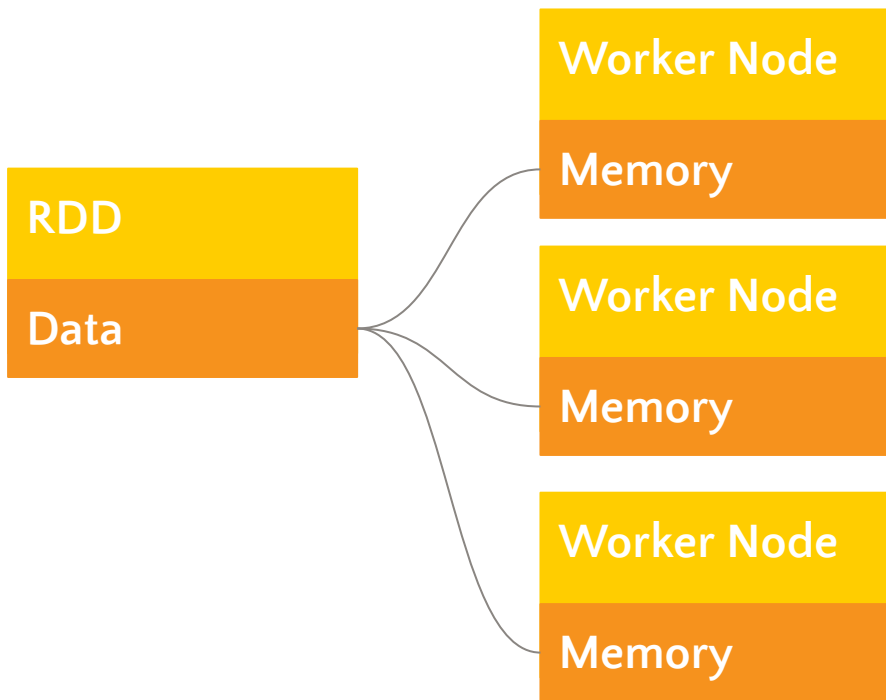 RDD
Data
Worker Node
Memory
Worker Node
Memory
Worker Node
Memory